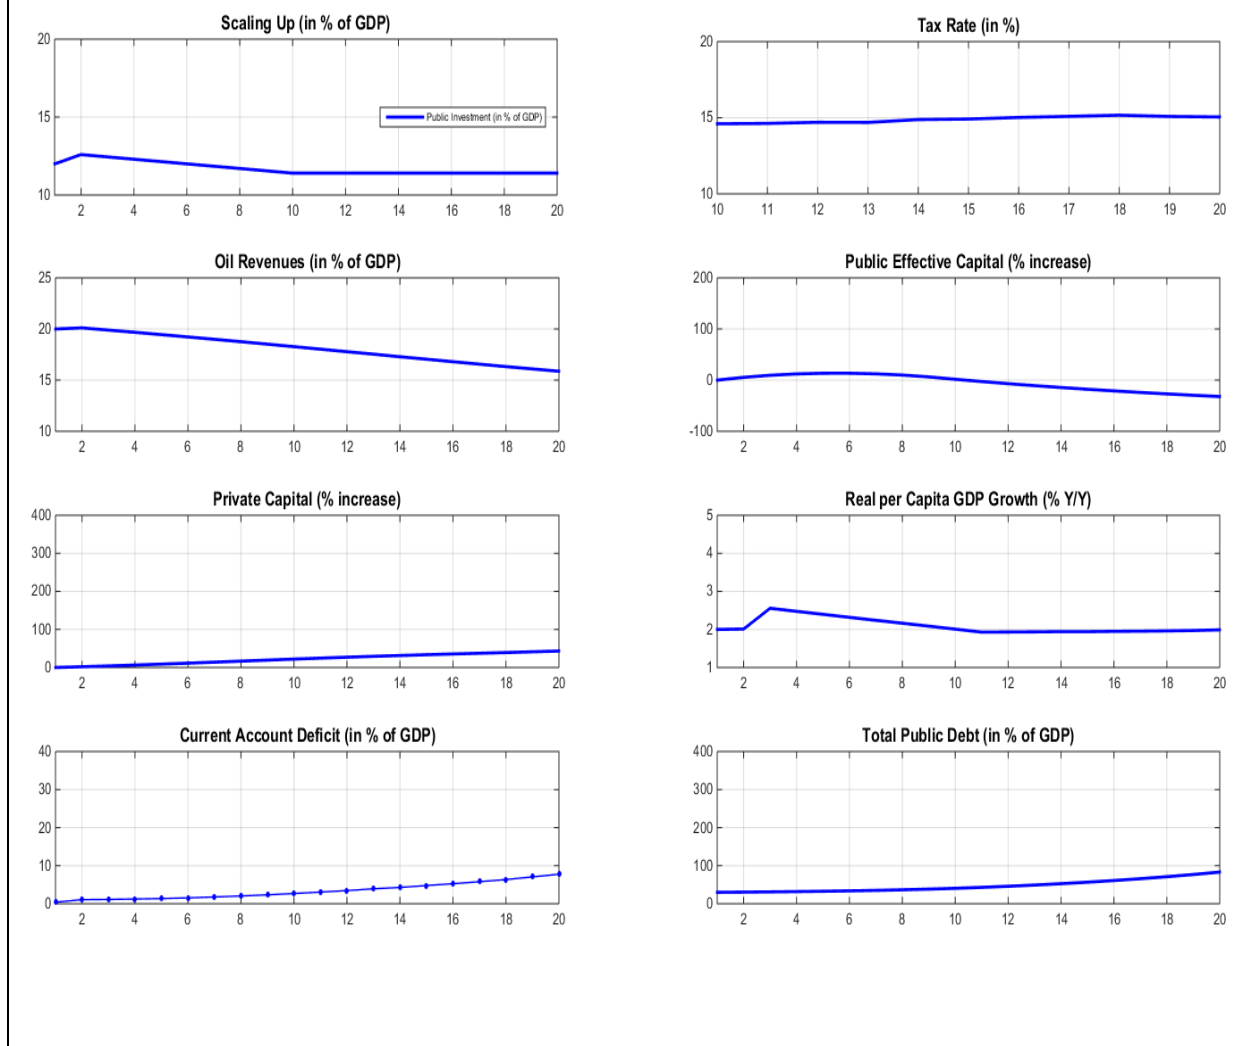 Scaling Up (in % of GDP)
20
15
10
Public Investment (in % of GDP)
2 4 6 8 10 12 14 16 18 20
Tax Rate (in %)
20
15
10
10 11 12 13 14 15 16 17 18 19 20
Oil Revenues (in % of GDP)
25
20
15
10
2 4 6 8 10 12 14 16 18 20
Public Effective Capital (% increase)
200
100
0
-100
2 4 6 8 10 12 14 16 18 20
Private Capital (% increase)
400
300
200
100
0
2 4 6 8 10 12 14 16 18 20
Real per Capita GDP Growth (% Y/Y)
5
4
3
2
1
2 4 6 8 10 12 14 16 18 20
Current Account Deficit (in % of GDP)
40
30
20
10
0
2 4 6 8 10 12 14 16 18 20
Total Public Debt (in % of GDP)
400
300
200
100
0
2 4 6 8 10 12 14 16 18 20